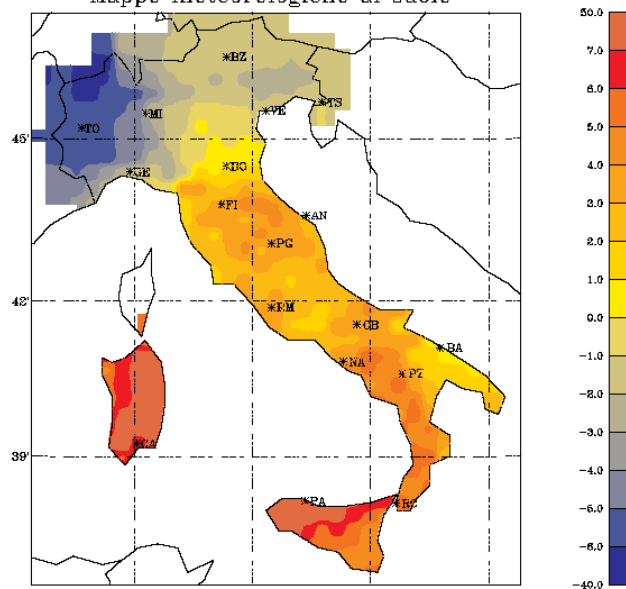 Mappe meteorologiche al suolo
BZ
TS
MI
VE
TO
45'
BO
GE
FI
AN
PG
42'
RM
CB
BA
NA
PZ
CA
39'
PA
RC
50.0
7.0
6.0
5.0
4.0
3.0
2.0
1.0
0.0
-1.0
-2.0
-3.0
-4.0
-5.0
-6.0
-40.0